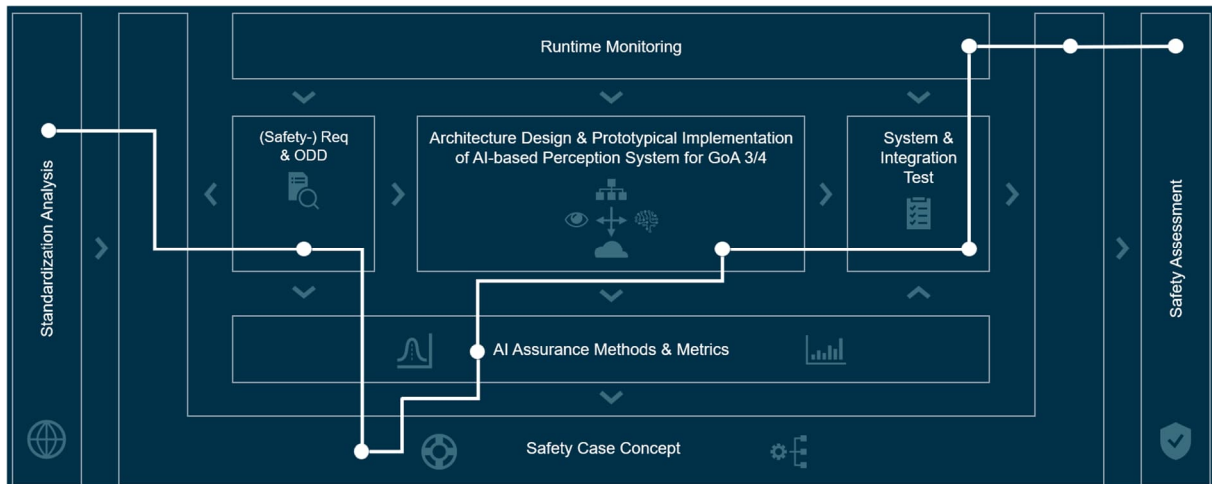 Runtime Monitoring
(Safety-) Req
& ODD
Architecture Design & Prototypical Implementation
of AI-based Perception System for GoA 3/4
System &
Integration
Test
Standardization Analysis
Safety Assessment
AI Assurance Methods & Metrics
Safety Case Concept